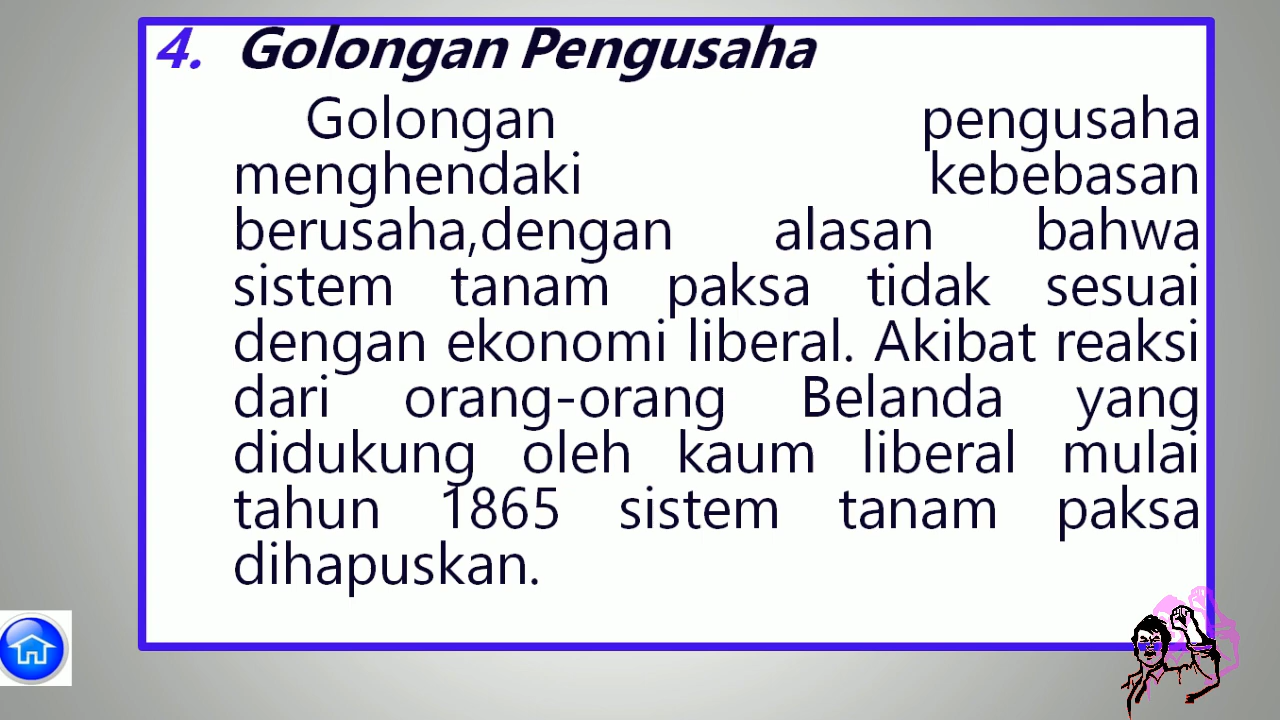 4. Golongan Pengusaha
Golongan pengusaha
menghendaki kebebasan
berusaha,dengan alasan bahwa
sistem tanam paksa tidak sesuai
dengan ekonomi liberal. Akibat reaksi
dari orang-orang Belanda yang
didukung oleh kaum liberal mulai
tahun 1865 sistem tanam paksa
dihapuskan.